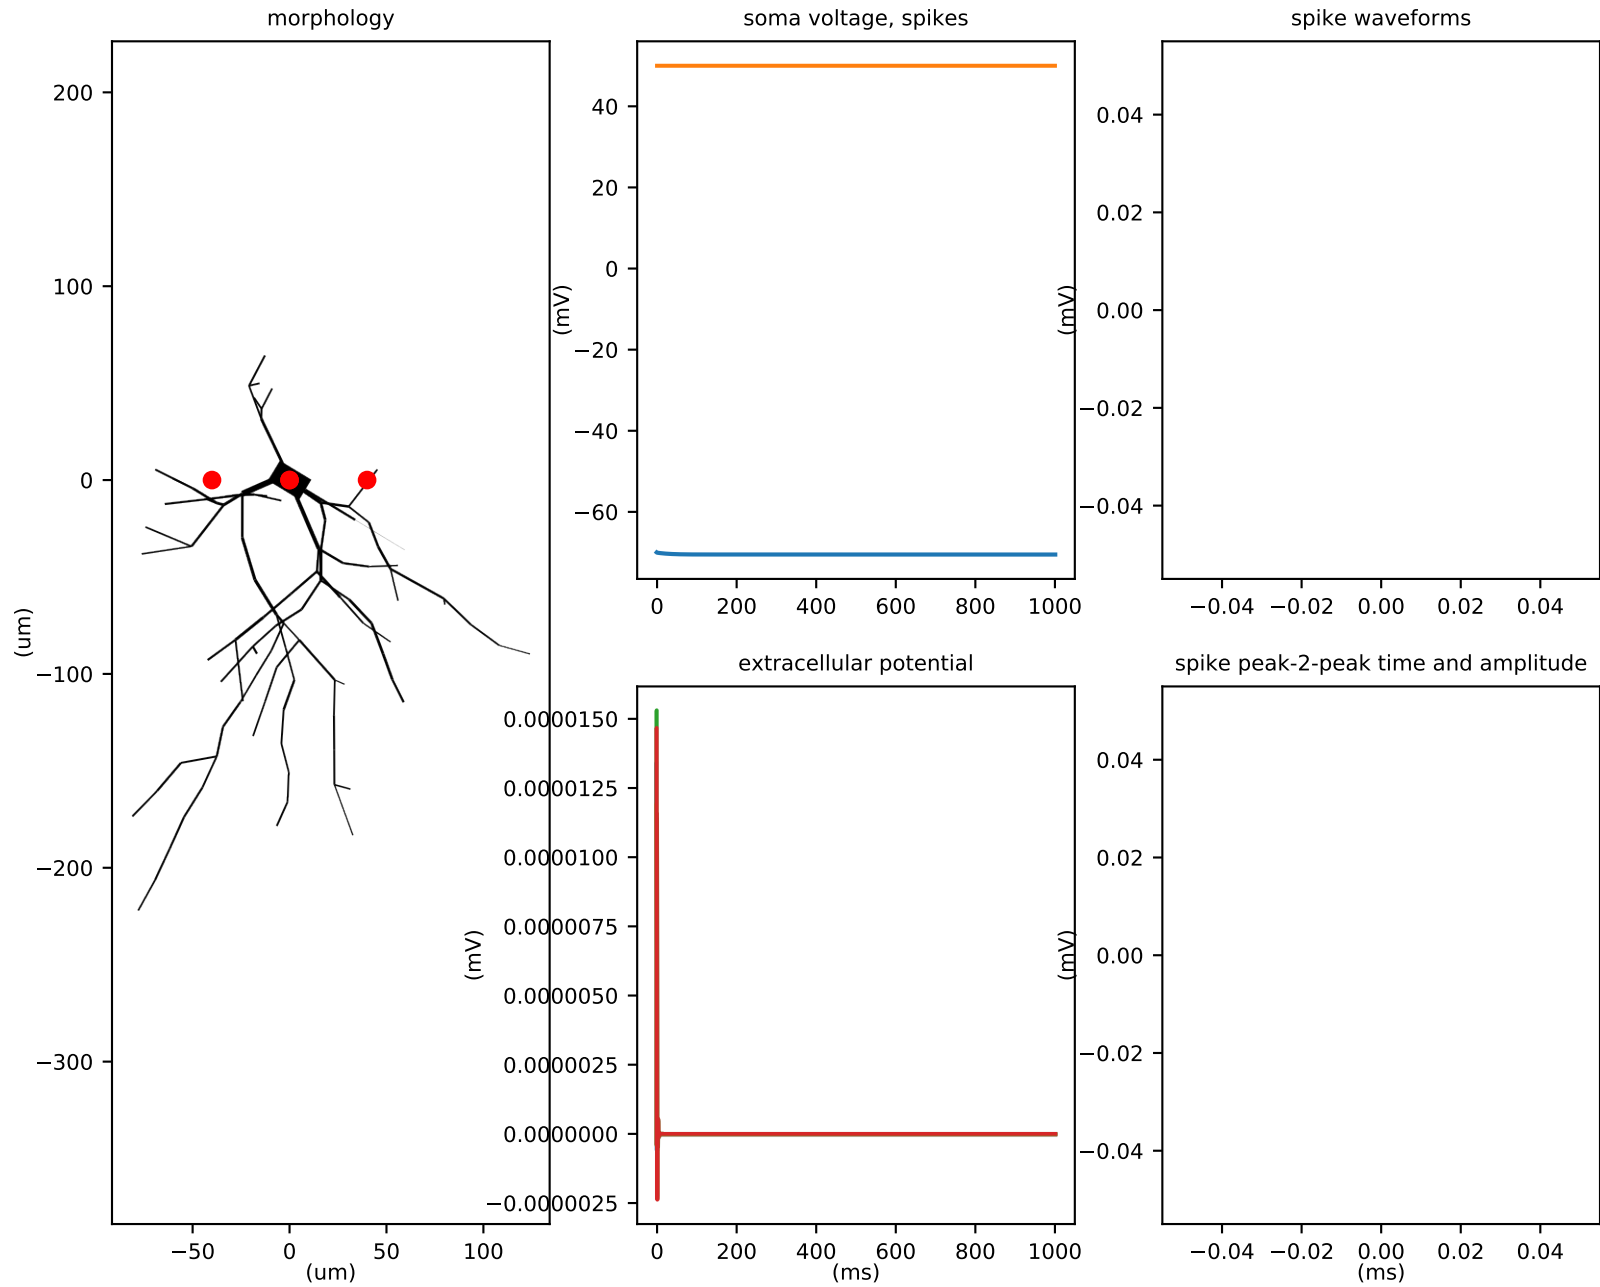 morphology
200
100
0
−100
−200
−300
(um)
−50 0 50 100
(um)
soma voltage, spikes
40
20
0
−20
−40
−60
(mV)
0 200 400 600 800 1000
spike waveforms
0.04
0.02
0.00
−0.02
−0.04
(mV)
−0.04 −0.02 0.00 0.02 0.04
extracellular potential
0.0000150
0.0000125
0.0000100
0.0000075
0.0000050
0.0000025
0.0000000
−0.0000025
(mV)
0 200 400 600 800 1000
(ms)
spike peak-2-peak time and amplitude
0.04
0.02
0.00
−0.02
−0.04
(mV)
−0.04 −0.02 0.00 0.02 0.04
(ms)